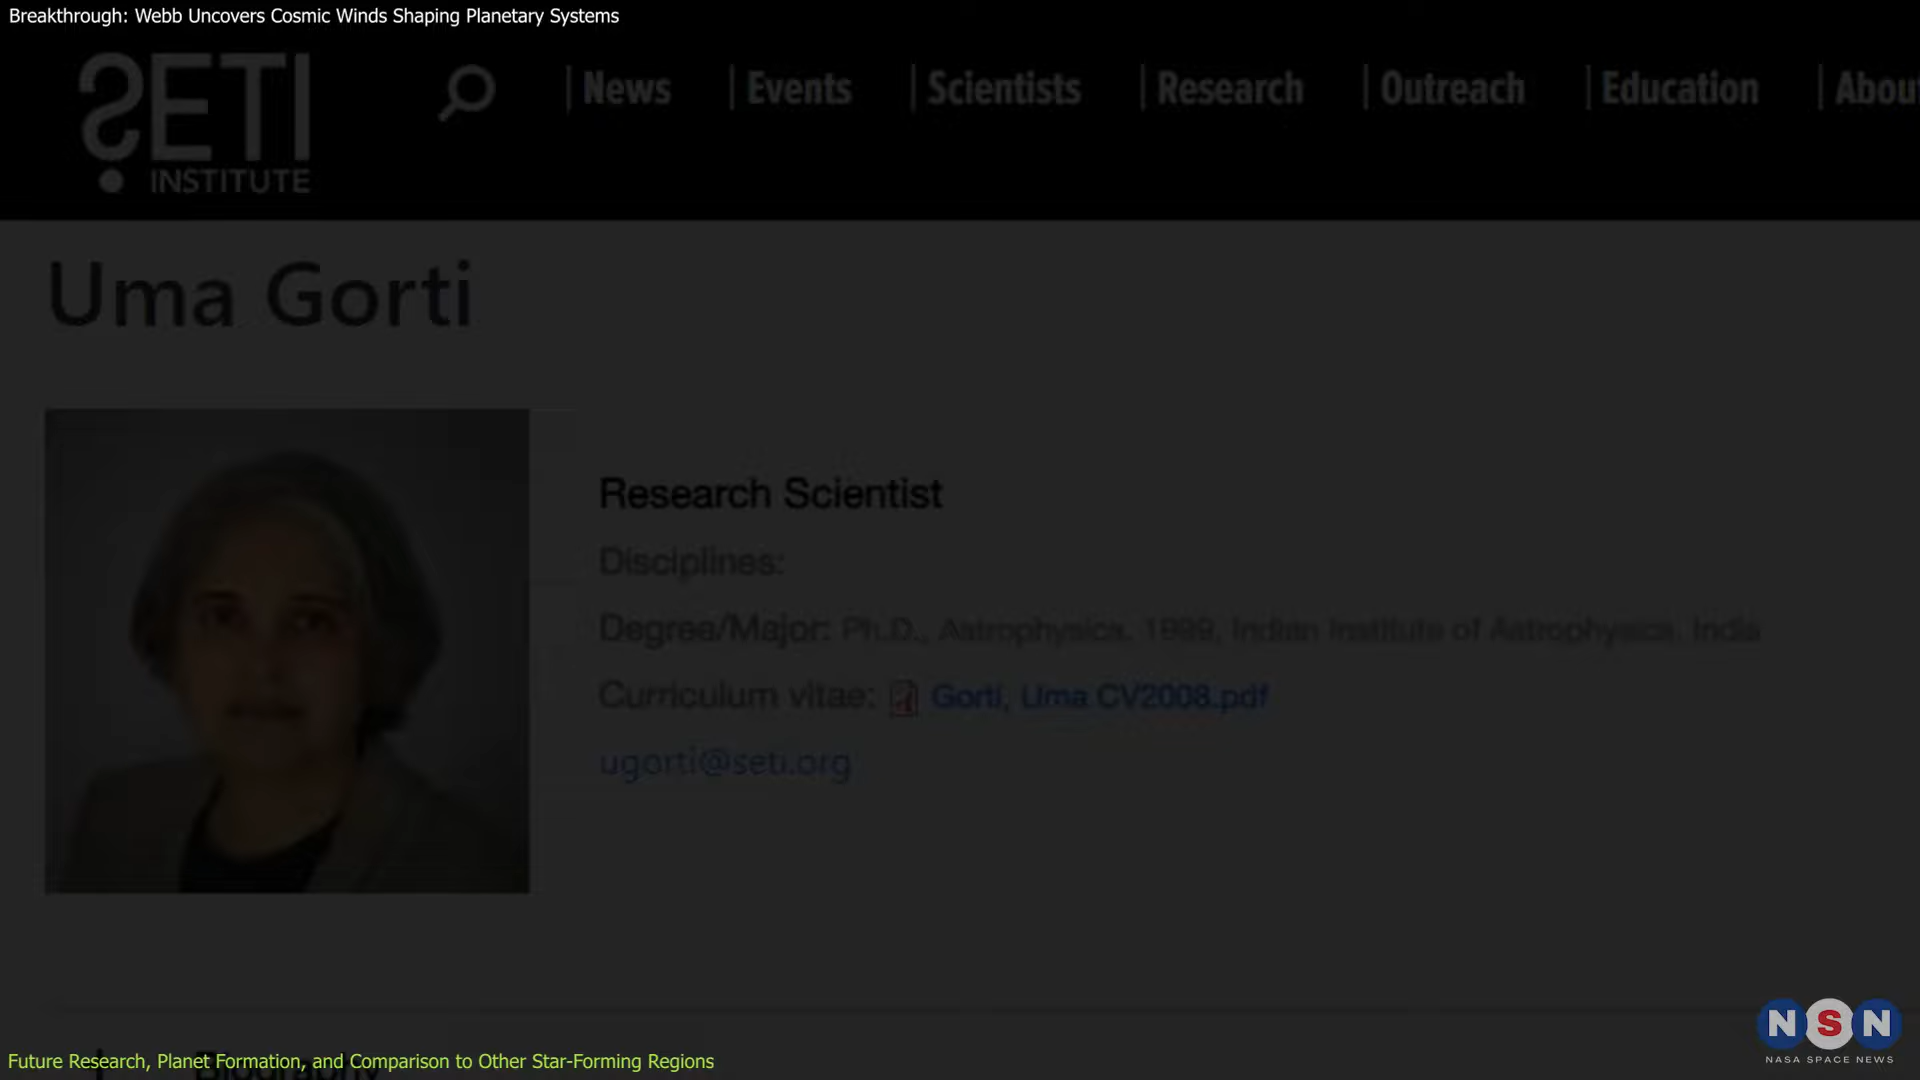 Breakthrough: Webb Uncovers Cosmic Winds Shaping Planetary Systems
SETI
INSTITUTE
News
Events
Scientists
Research
Outreach
Education
Abou
Uma Gorti
Research Scientist
Disciplines:
Degree/Major: Ph.D., Astrophysics, Indian Institute of Astrophysics, India
Curriculum vitae: Gorti, Uma CV2008.pdf
ugorti@seti.org
Biography
Future Research, Planet Formation, and Comparison to Other Star-Forming Regions
NSN
NASA SPACE NEWS